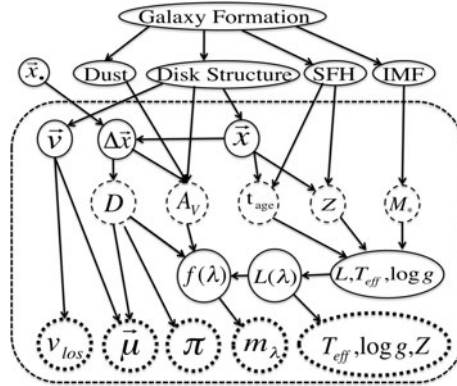 Galaxy Formation
x⃗• Dust Disk Structure SFH IMF
v⃗ Δx⃗ x⃗
D A_V t_age Z M_*
f(λ) L(λ) L,T_eff,log g
v_los μ⃗ π m_λ T_eff,log g,Z